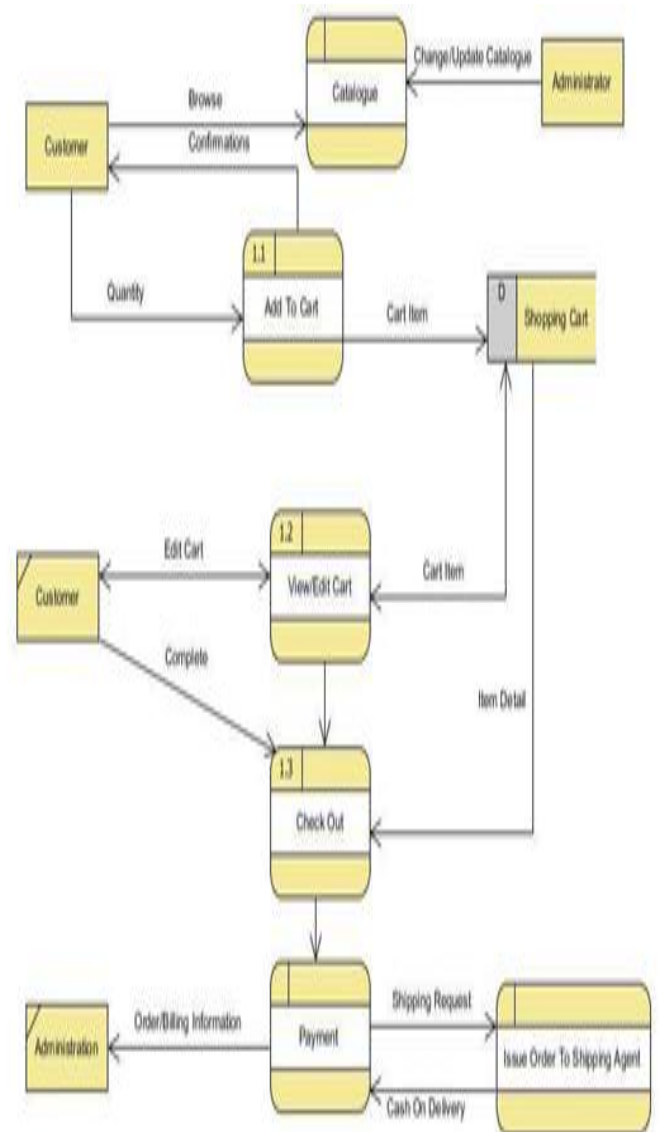 Change/Update Catalogue
Administrator
Catalogue
Browse
Customer
Confirmations
1.1
Quantity
Add To Cart
Cart Item
D
Shopping Cart
1.2
Edit Cart
View/Edit Cart
Cart Item
Customer
Complete
Item Detail
1.3
Check Out
Shipping Request
Order/Billing Information
Payment
Administration
Issue Order To Shipping Agent
Cash On Delivery